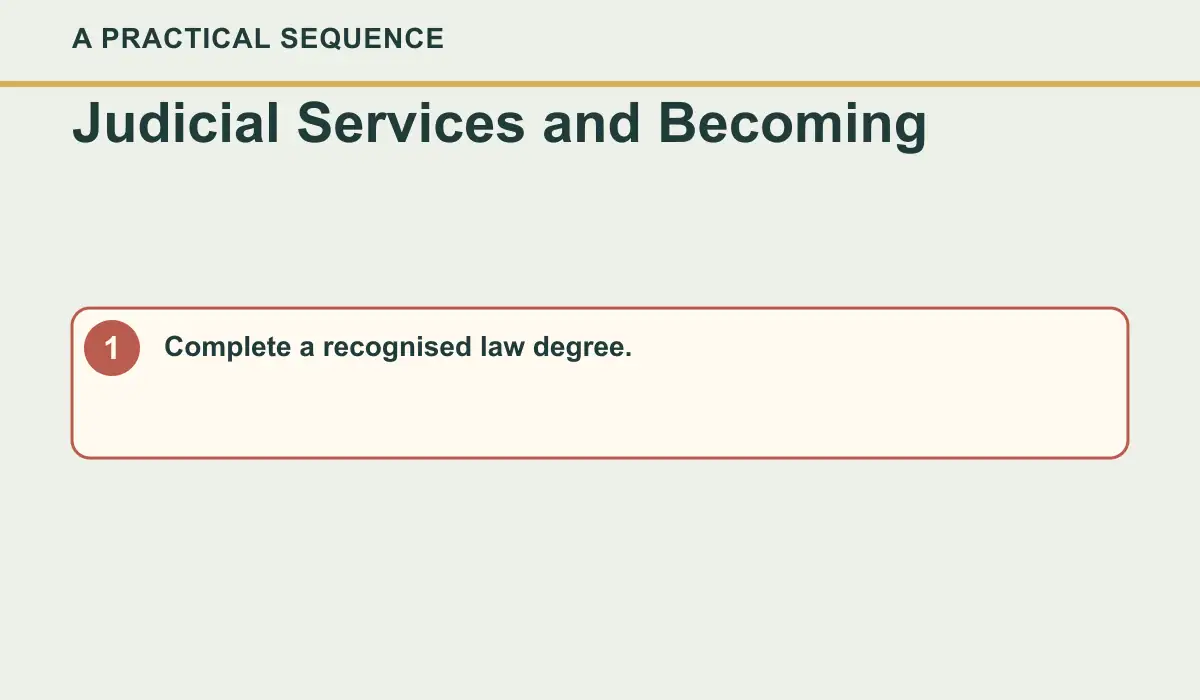 A PRACTICAL SEQUENCE
Judicial Services and Becoming
1 Complete a recognised law degree.